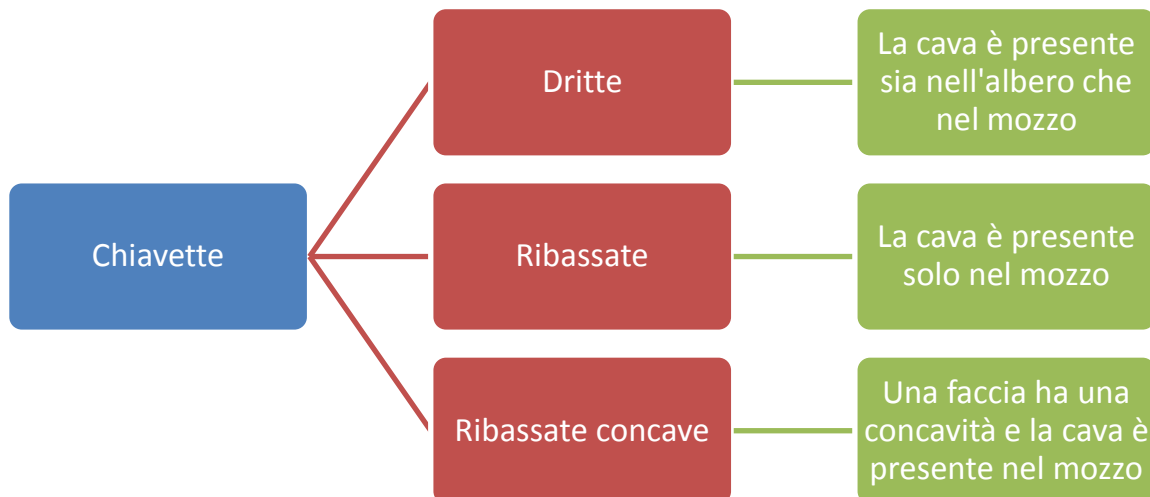 Dritte
La cava è presente
sia nell'albero che
nel mozzo
Chiavette
Ribassate
La cava è presente
solo nel mozzo
Ribassate concave
Una faccia ha una
concavità e la cava è
presente nel mozzo